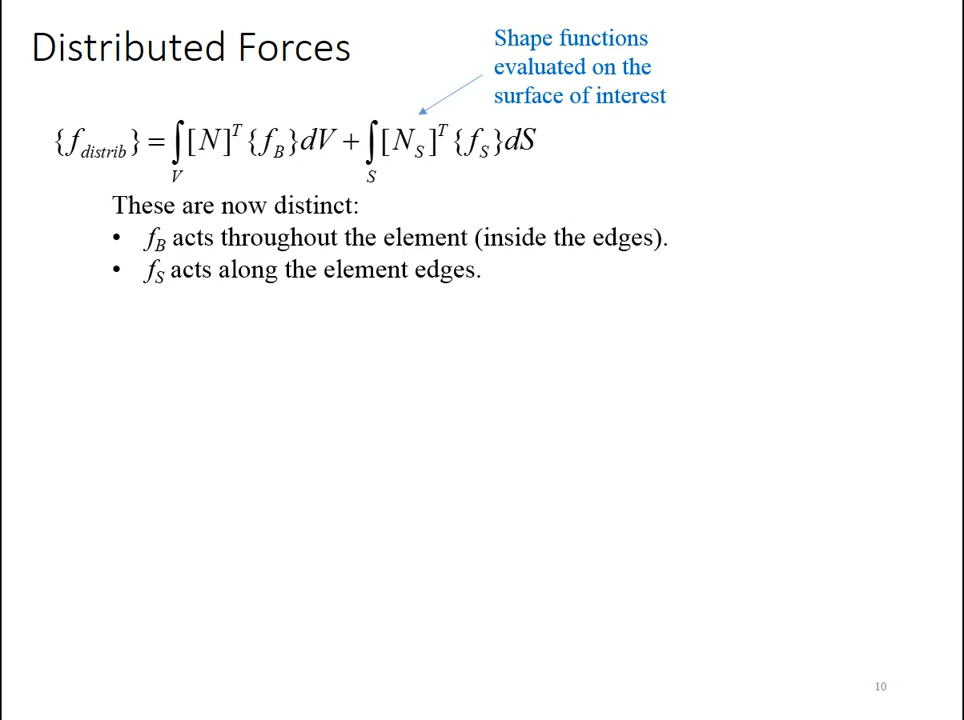 Distributed Forces
Shape functions
evaluated on the
surface of interest
{f_distrib} = ∫_V [N]^T {f_B} dV + ∫_S [N_S]^T {f_S} dS
These are now distinct:
• f_B acts throughout the element (inside the edges).
• f_S acts along the element edges.
10